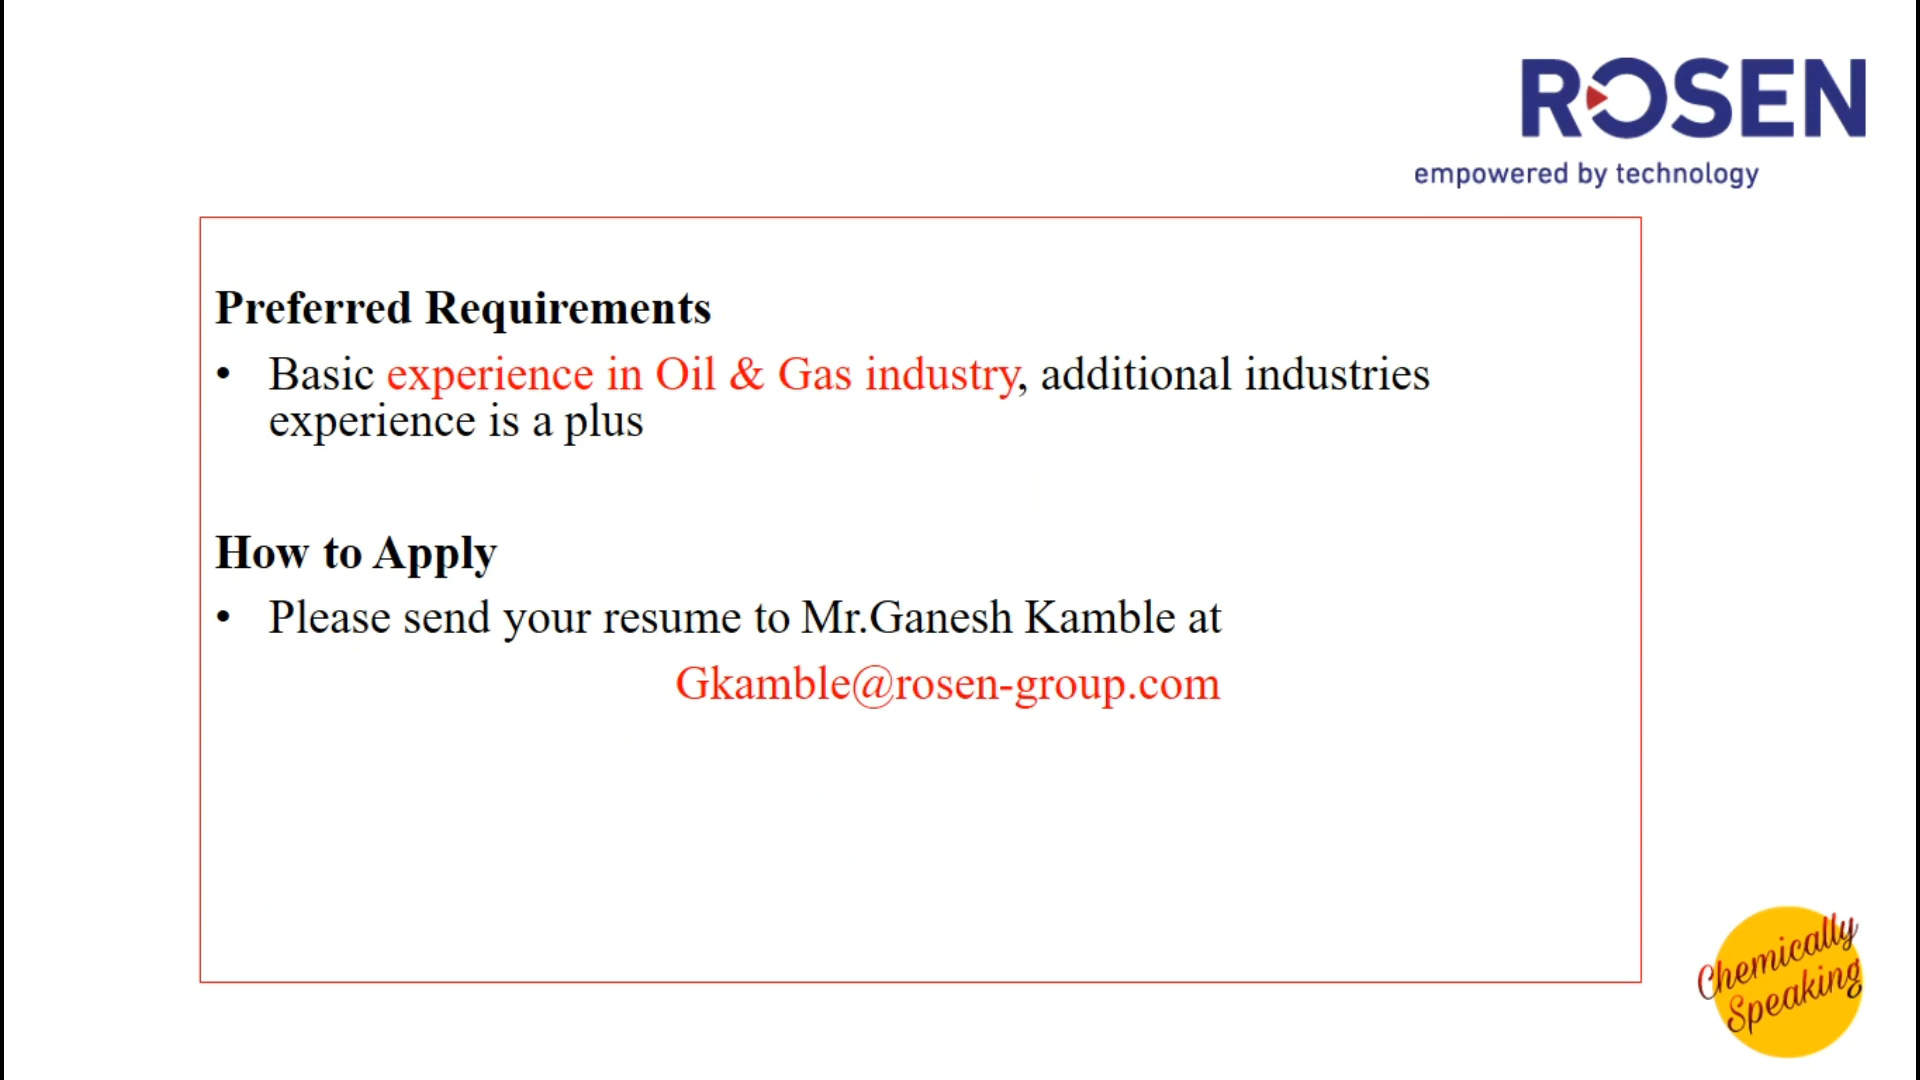 ROSEN
empowered by technology
Preferred Requirements
• Basic experience in Oil & Gas industry, additional industries
experience is a plus
How to Apply
• Please send your resume to Mr.Ganesh Kamble at
Gkamble@rosen-group.com
Chemically
Speaking